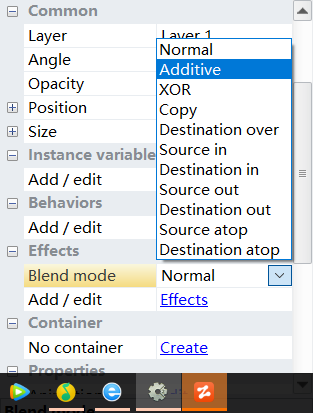 Common
Layer Layer 1
Normal
Angle
Additive
Opacity
XOR
Copy
Position
Destination over
Size
Source in
Instance variable
Destination in
Add / edit
Source out
Behaviors
Destination out
Add / edit
Source atop
Effects
Destination atop
Blend mode Normal
Add / edit Effects
Container
No container Create
Properties